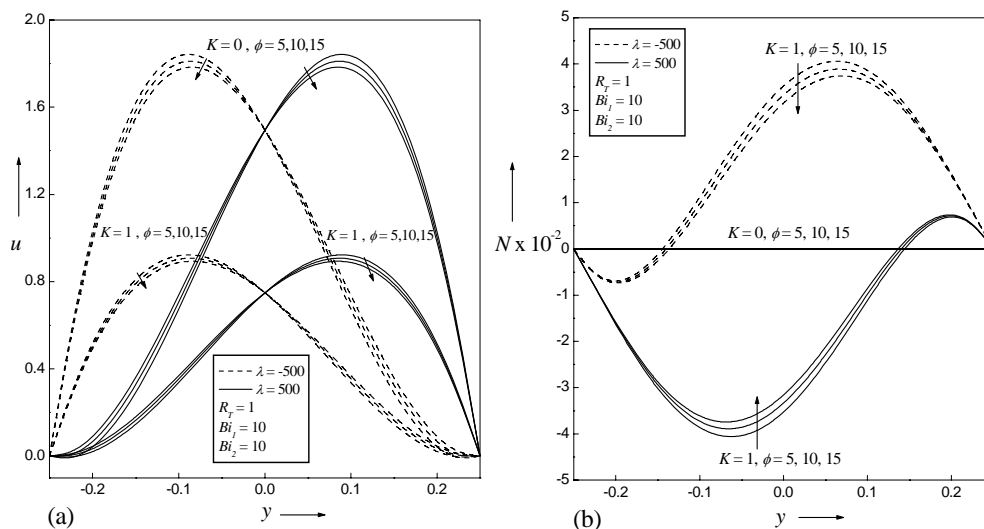 2.0
1.6
1.2
0.8
0.4
0.0
u
K = 0 , ϕ = 5,10,15
K = 1 , ϕ = 5,10,15
K = 1 , ϕ = 5,10,15
λ = -500
λ = 500
R_T = 1
Bi_1 = 10
Bi_2 = 10
-0.2 -0.1 0.0 0.1 0.2
(a)
y
5
4
3
2
1
0
-1
-2
-3
-4
-5
N x 10^-2
λ = -500
λ = 500
R_T = 1
Bi_1 = 10
Bi_2 = 10
K = 1, ϕ = 5, 10, 15
K = 0, ϕ = 5, 10, 15
K = 1, ϕ = 5, 10, 15
-0.2 -0.1 0.0 0.1 0.2
(b)
y